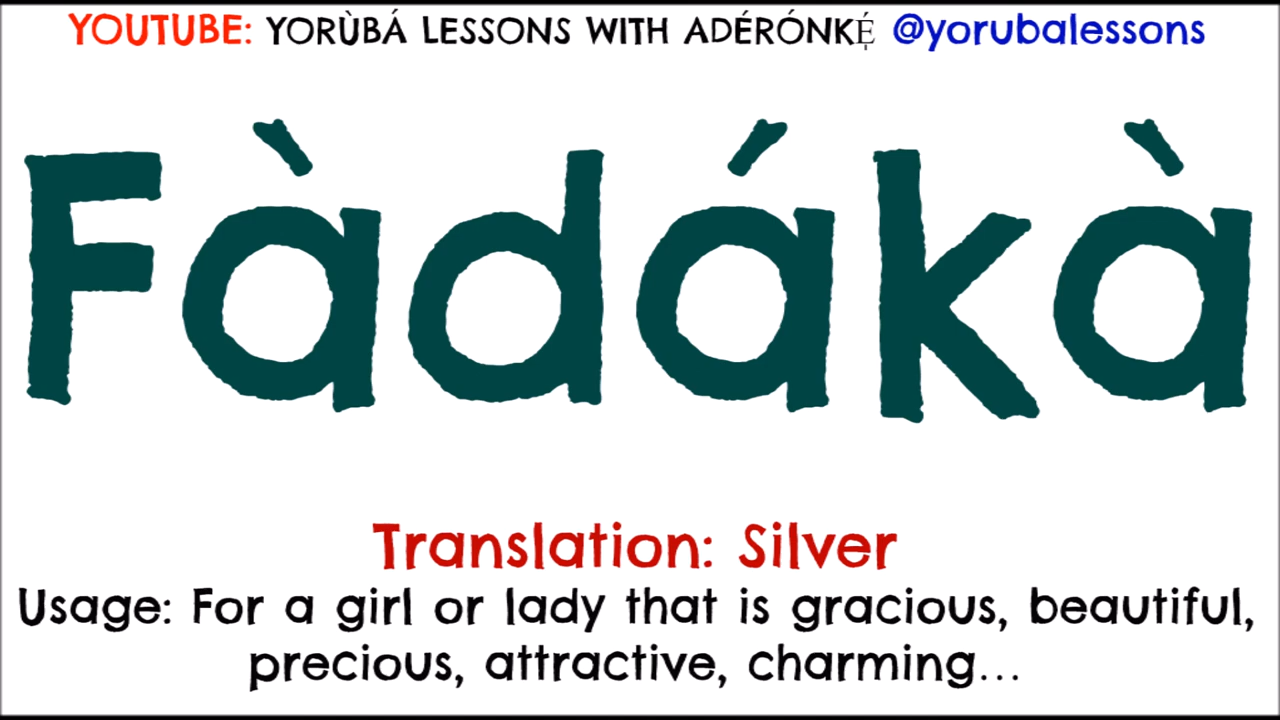 YOUTUBE: YORÙBÁ LESSONS WITH ADÉRÓNKẸ́ @yorubalessons
Fàdákà
Translation: Silver
Usage: For a girl or lady that is gracious, beautiful,
precious, attractive, charming...